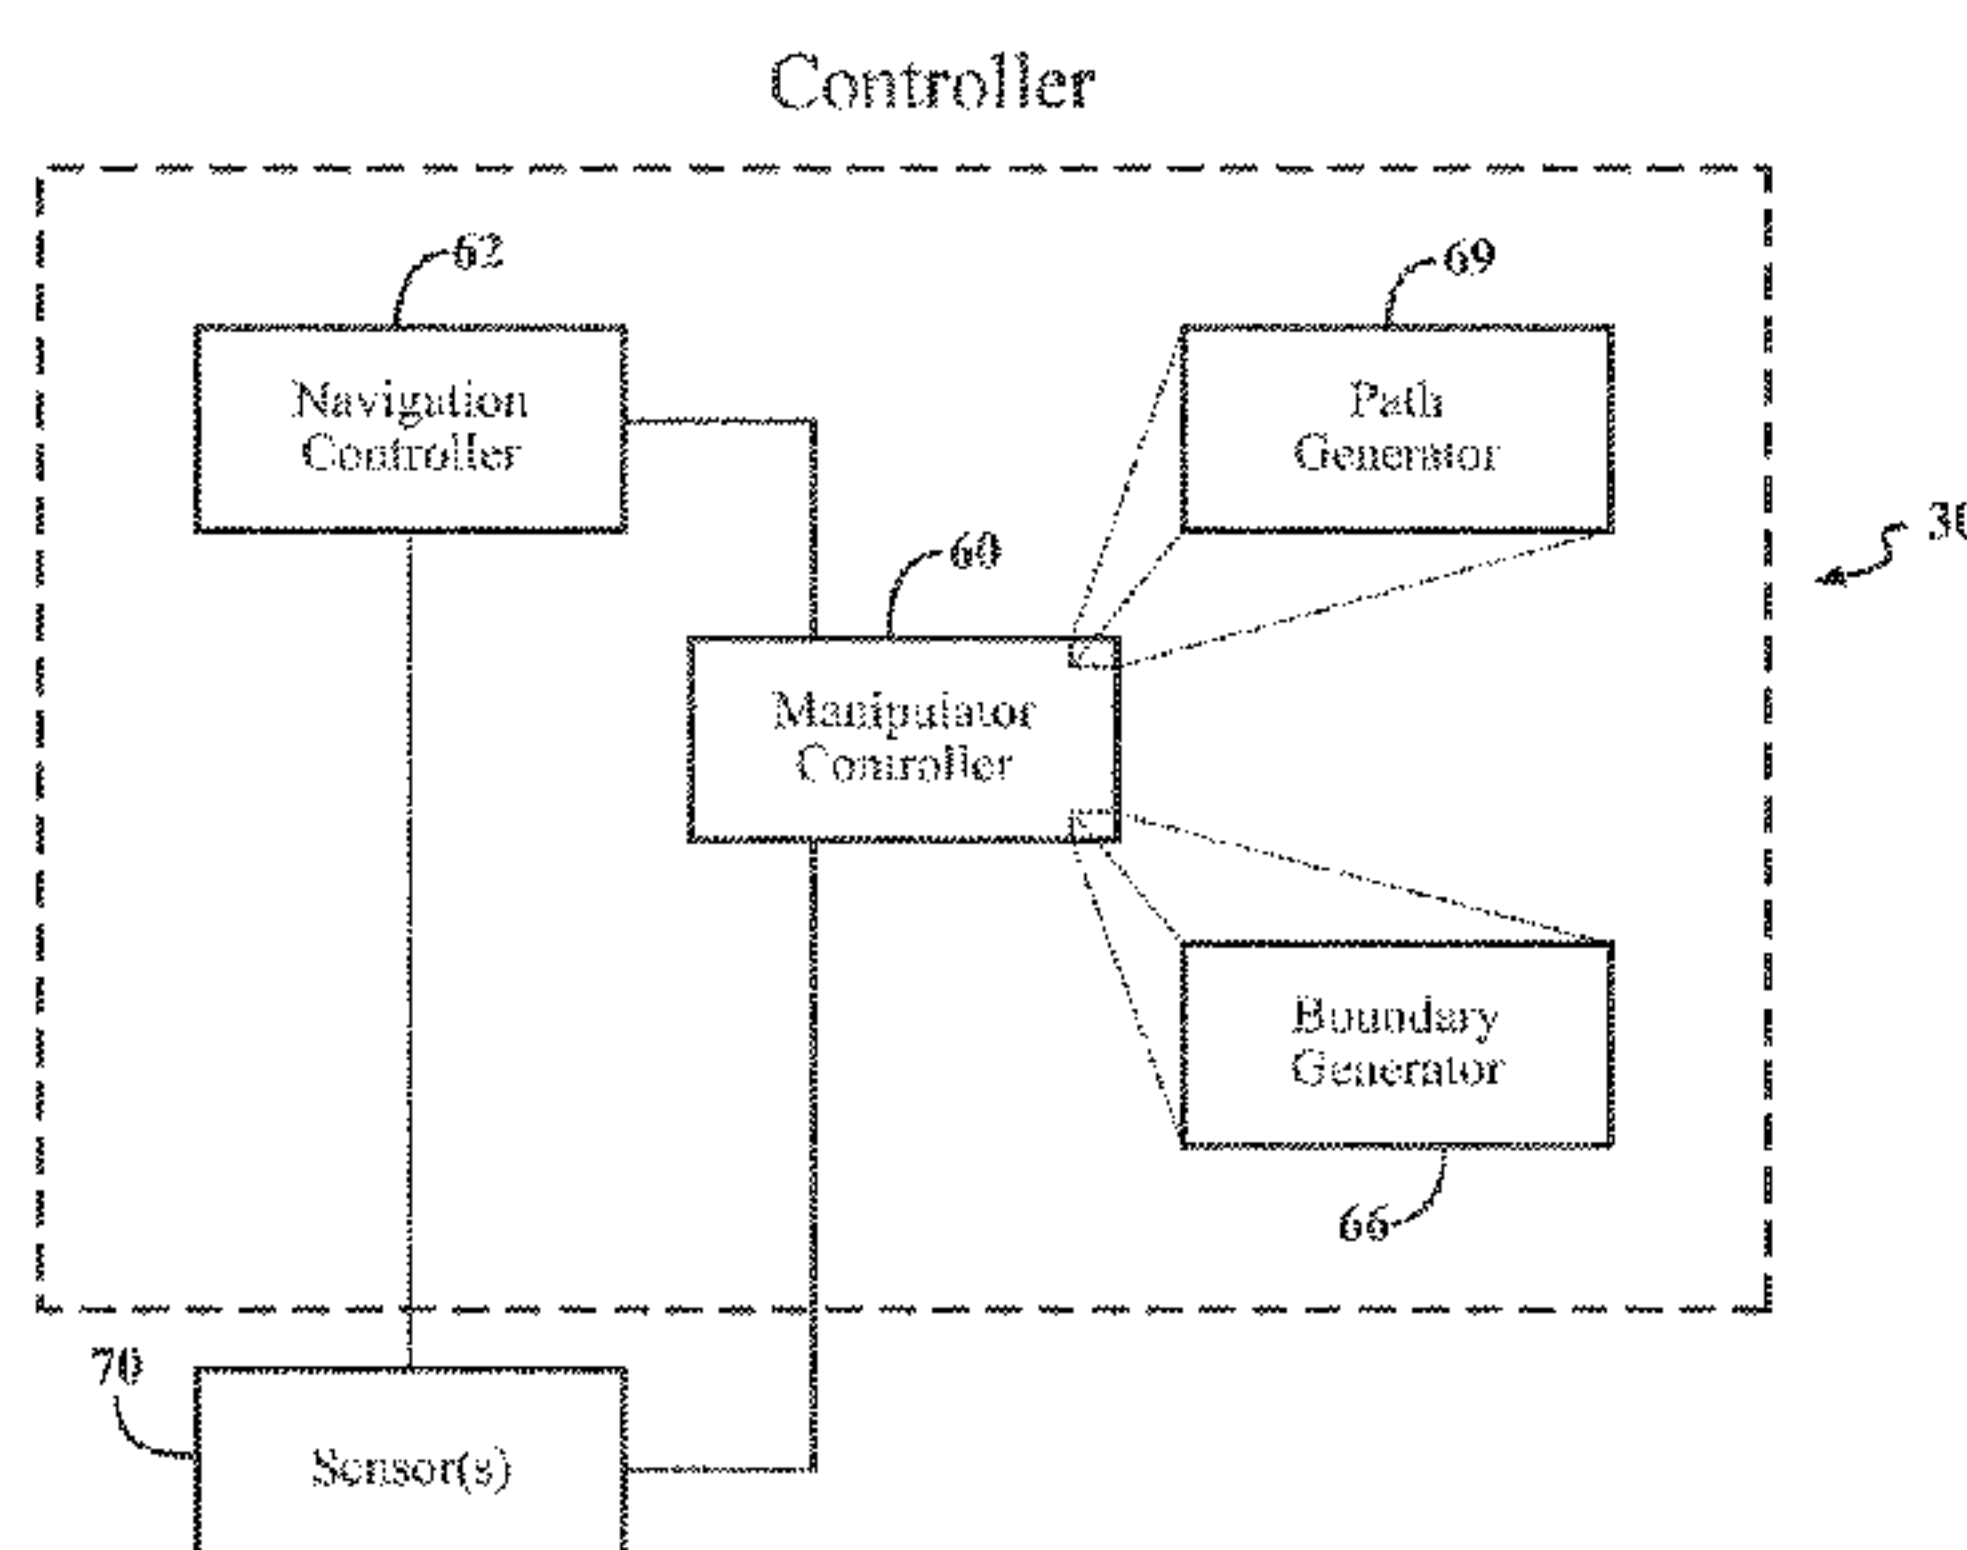 Controller
62
69
Navigation
Controller
Path
Generator
60
Manipulator
Controller
Boundary
Generator
66
70
Sensor(s)